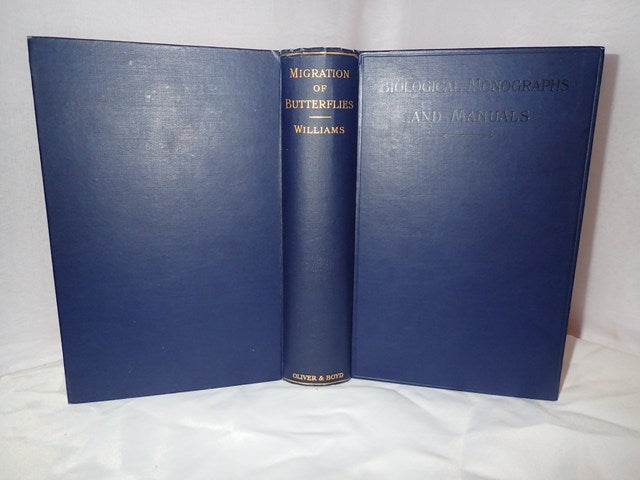 MIGRATION
OF
BUTTERFLIES
WILLIAMS
OLIVER & BOYD
BIOLOGICAL MONOGRAPHS
AND MANUALS